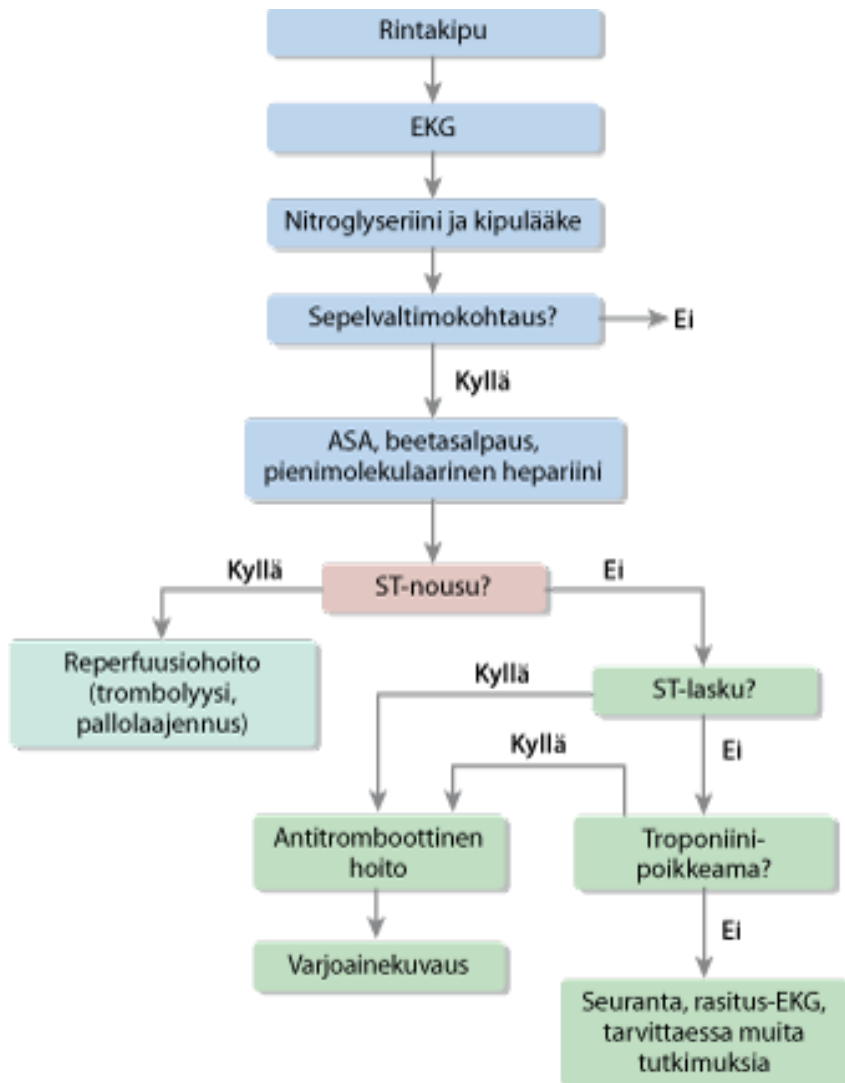 Rintakipu
EKG
Nitroglyseriini ja kipulääke
Sepelvaltimokohtaus?
Ei
Kyllä
ASA, beetasalpaus,
pienimolekulaarinen hepariini
Kyllä
ST-nousu?
Ei
Reperfuusiohoito
(trombolyysi,
pallolaajennus)
Kyllä
ST-lasku?
Kyllä
Ei
Antitromboottinen
hoito
Troponiini-
poikkeama?
Varjoainekuvaus
Ei
Seuranta, rasitus-EKG,
tarvittaessa muita
tutkimuksia